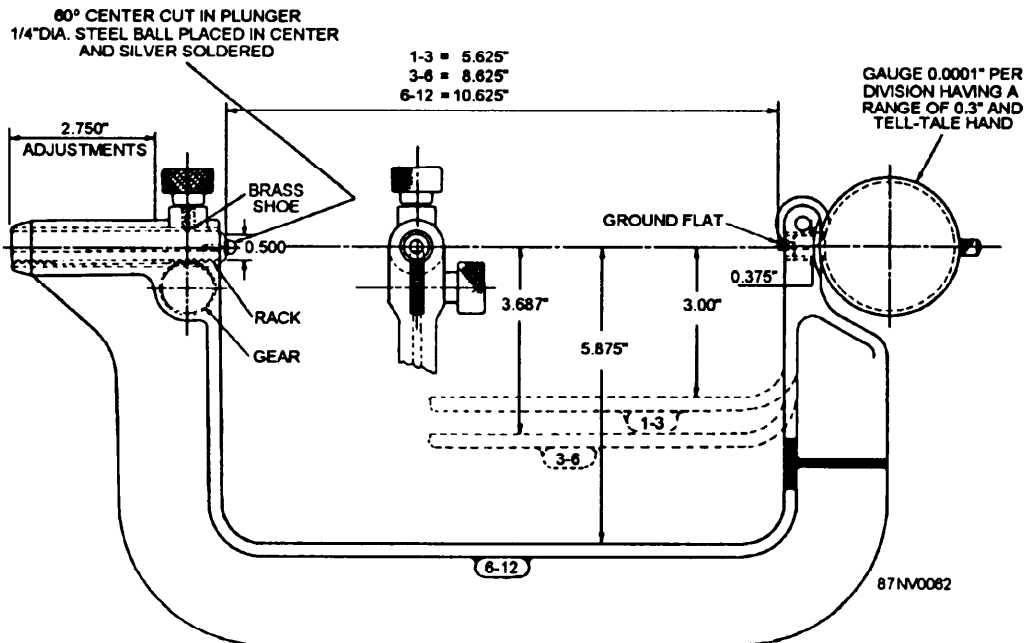 60° CENTER CUT IN PLUNGER
1/4"DIA. STEEL BALL PLACED IN CENTER
AND SILVER SOLDERED
1-3 = 5.625"
3-6 = 8.625"
6-12 = 10.625"
GAUGE 0.0001" PER
DIVISION HAVING A
RANGE OF 0.3" AND
TELL-TALE HAND
2.750"
ADJUSTMENTS
BRASS
SHOE
GROUND FLAT
0.500
0.375"
3.687"
3.00"
RACK
5.875"
GEAR
1-3
3-6
6-12
87NV0062